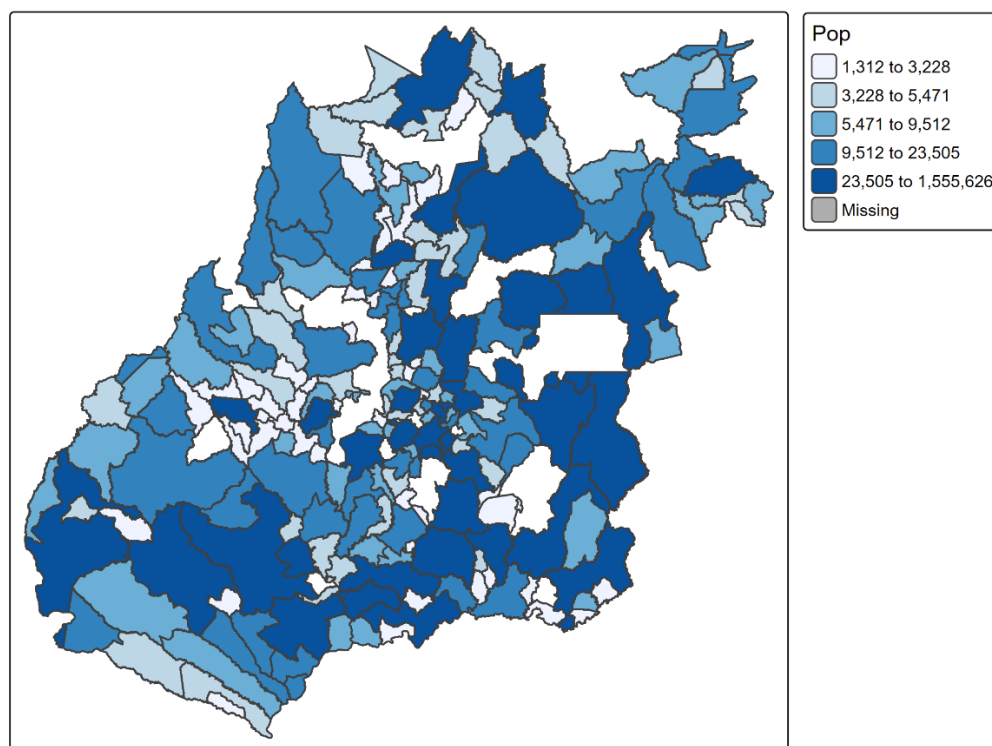 Pop
1,312 to 3,228
3,228 to 5,471
5,471 to 9,512
9,512 to 23,505
23,505 to 1,555,626
Missing